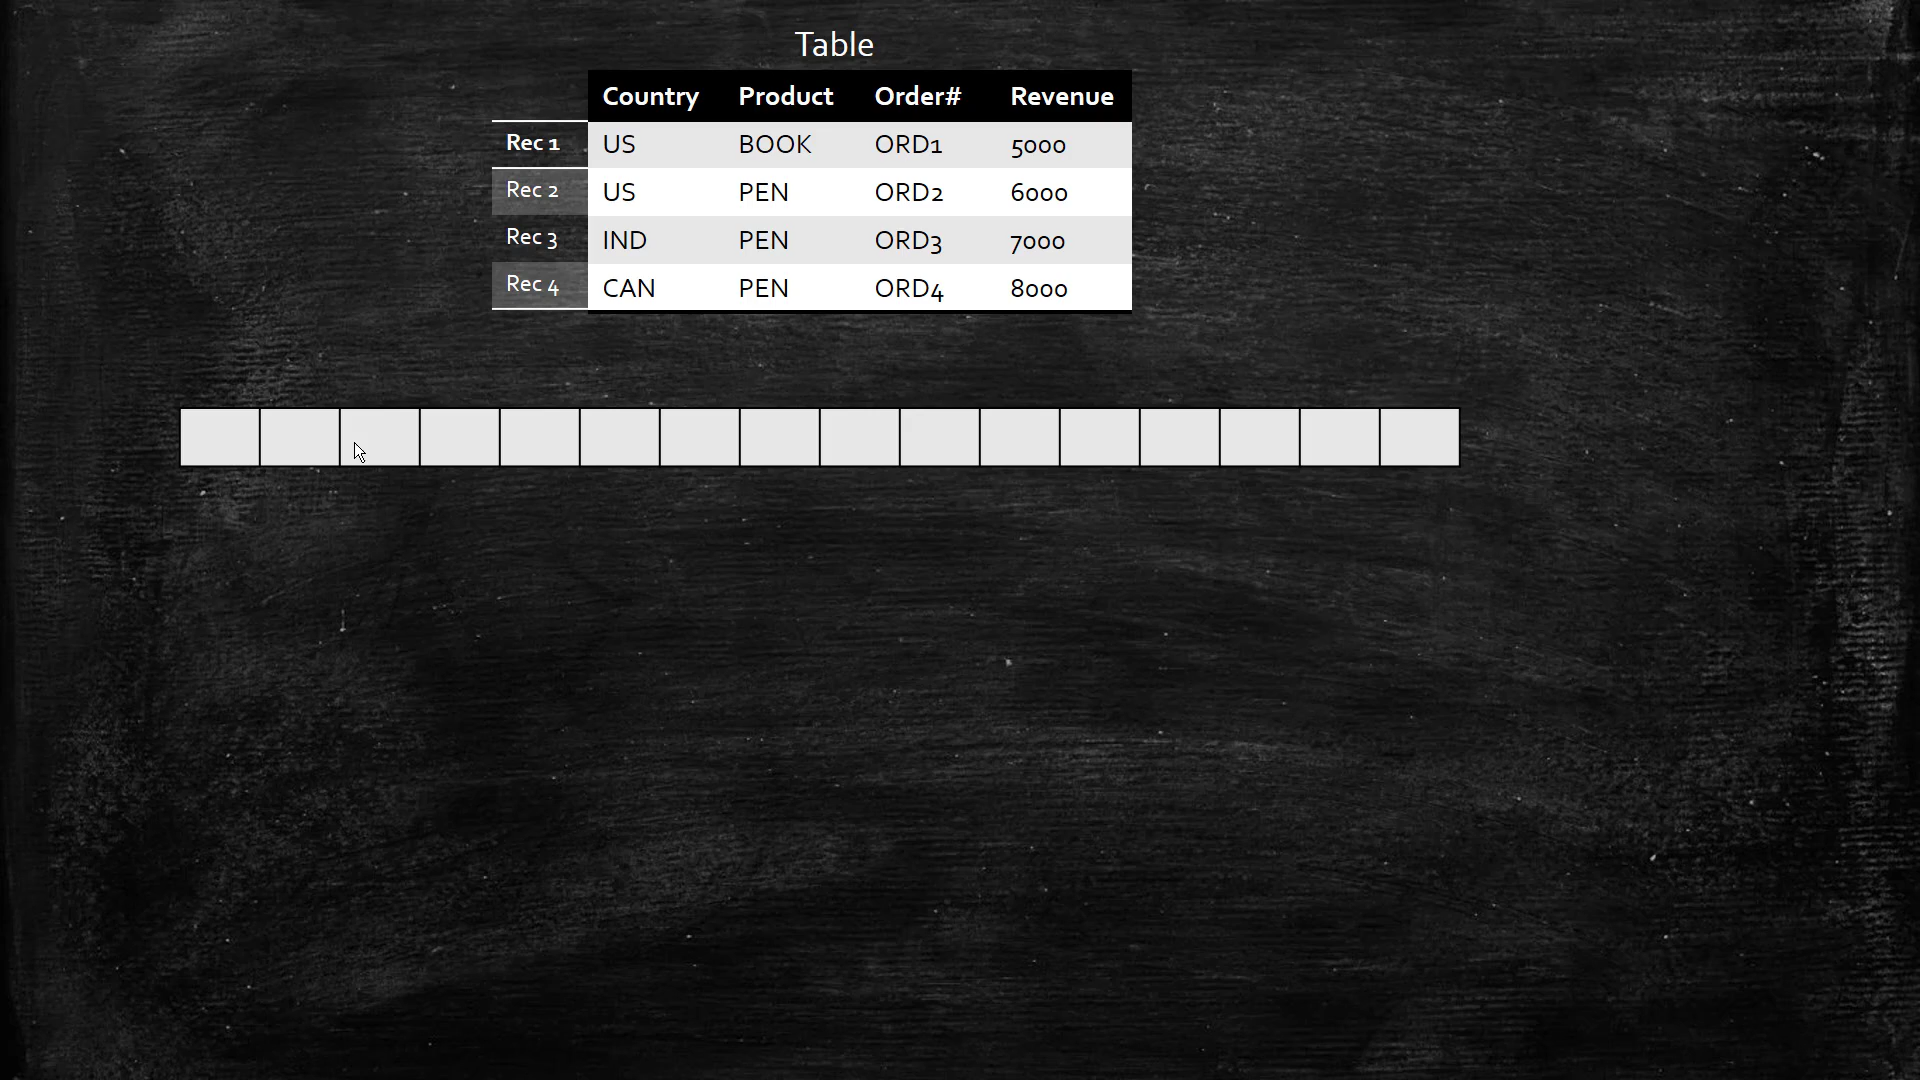 Table
Country Product Order# Revenue
Rec 1 US BOOK ORD1 5000
Rec 2 US PEN ORD2 6000
Rec 3 IND PEN ORD3 7000
Rec 4 CAN PEN ORD4 8000